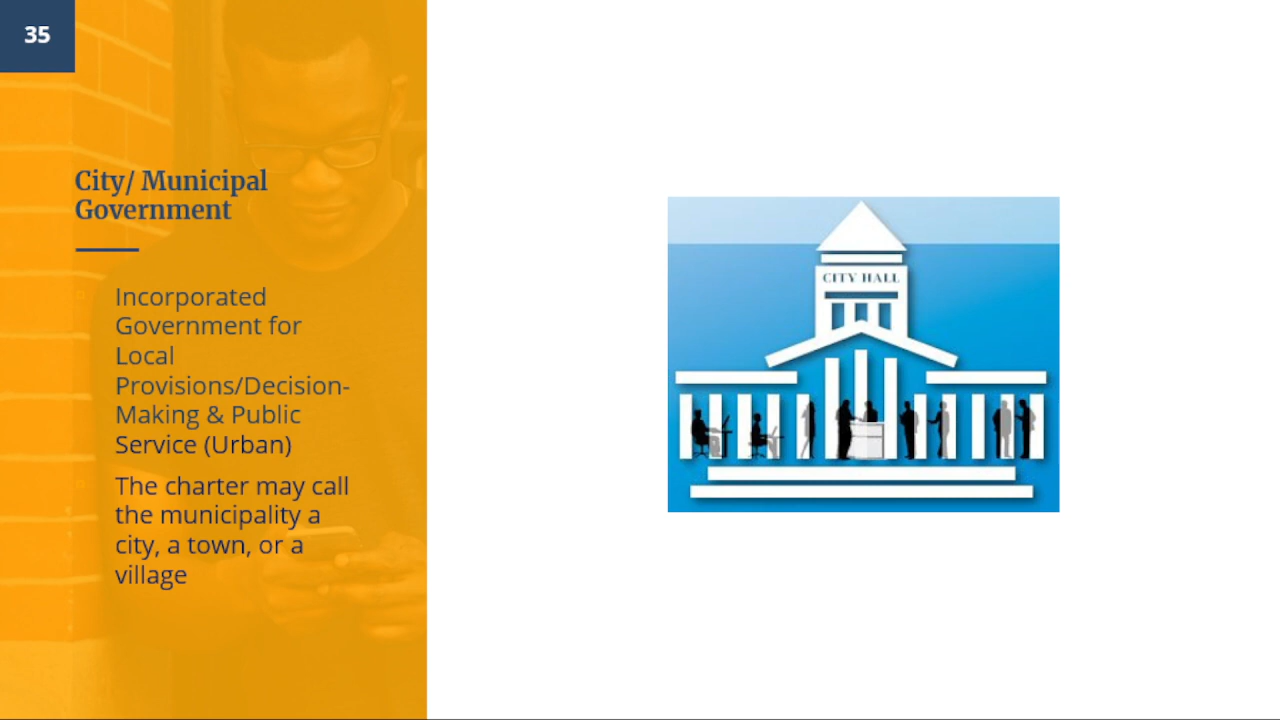 35
City/ Municipal
Government
Incorporated
Government for
Local
Provisions/Decision-
Making & Public
Service (Urban)
The charter may call
the municipality a
city, a town, or a
village
CITY HALL